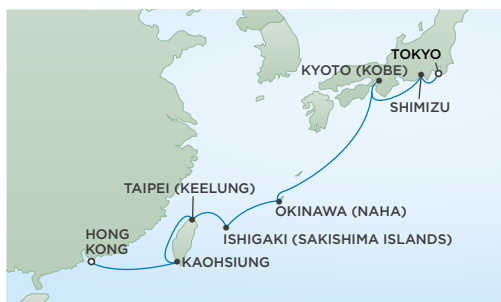 TOKYO
KYOTO (KOBE)
SHIMIZU
TAIPEI (KEELUNG)
OKINAWA (NAHA)
HONG
KONG
ISHIGAKI (SAKISHIMA ISLANDS)
KAOHSIUNG